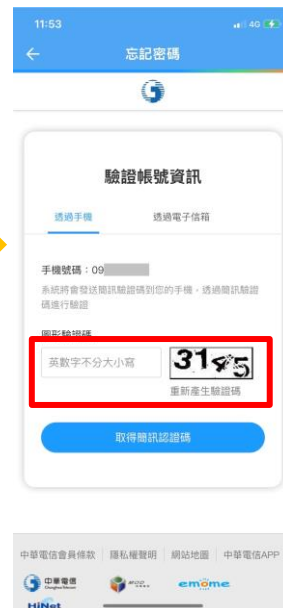 11:53
4G
忘記密碼
驗證帳號資訊
透過手機 透過電子信箱
手機號碼：09
系統將會發送簡訊驗證碼到您的手機，透過簡訊驗證
碼進行驗證
圖形驗證碼
英數字不分大小寫
3145
重新產生驗證碼
取得簡訊認證碼
中華電信會員條款 隱私權聲明 網站地圖 中華電信APP
中華電信 emome
HiNet